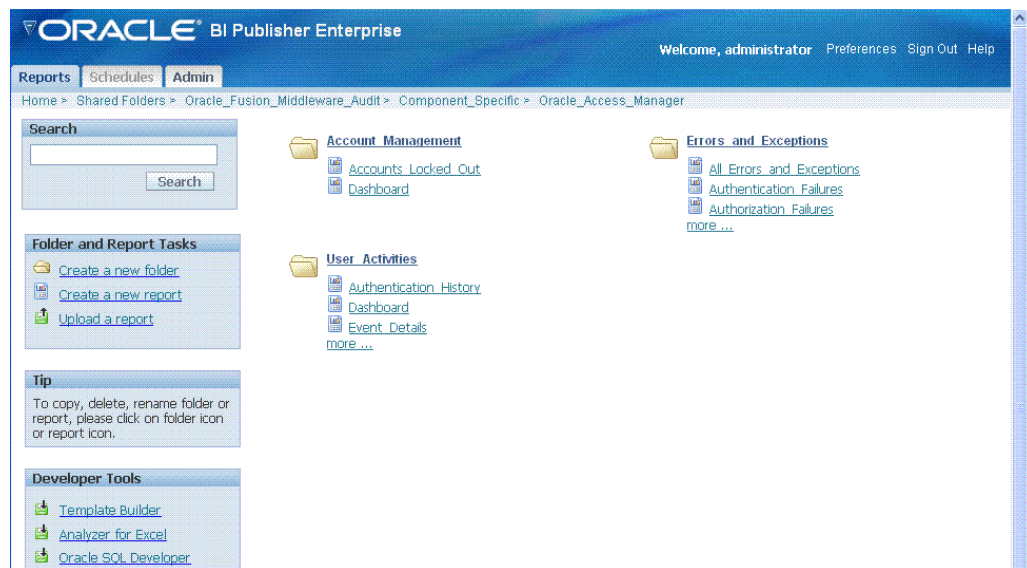 ORACLE BI Publisher Enterprise
Welcome, administrator Preferences Sign Out Help
Reports Schedules Admin
Home > Shared Folders > Oracle_Fusion_Middleware_Audit > Component_Specific > Oracle_Access_Manager
Search
Search
Folder and Report Tasks
Create a new folder
Create a new report
Upload a report
Tip
To copy, delete, rename folder or
report, please click on folder icon
or report icon.
Developer Tools
Template Builder
Analyzer for Excel
Oracle SQL Developer
Account_Management
Accounts_Locked_Out
Dashboard
User_Activities
Authentication_History
Dashboard
Event_Details
more ...
Errors_and_Exceptions
All_Errors_and_Exceptions
Authentication_Failures
Authorization_Failures
more ...